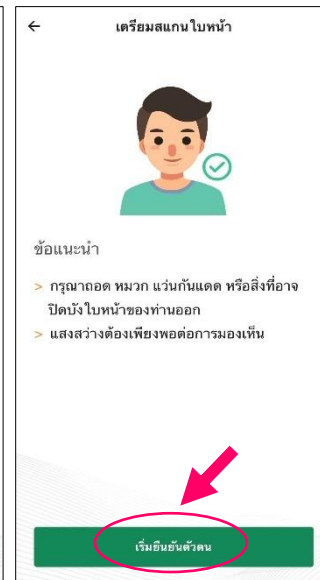 เตรียมสแกนใบหน้า
ข้อแนะนำ
> กรุณาถอด หมวก แว่นกันแดด หรือสิ่งที่อาจ
ปิดบังใบหน้าของท่านออก
> แสงสว่างต้องเพียงพอต่อการมองเห็น
เริ่มยืนยันตัวตน